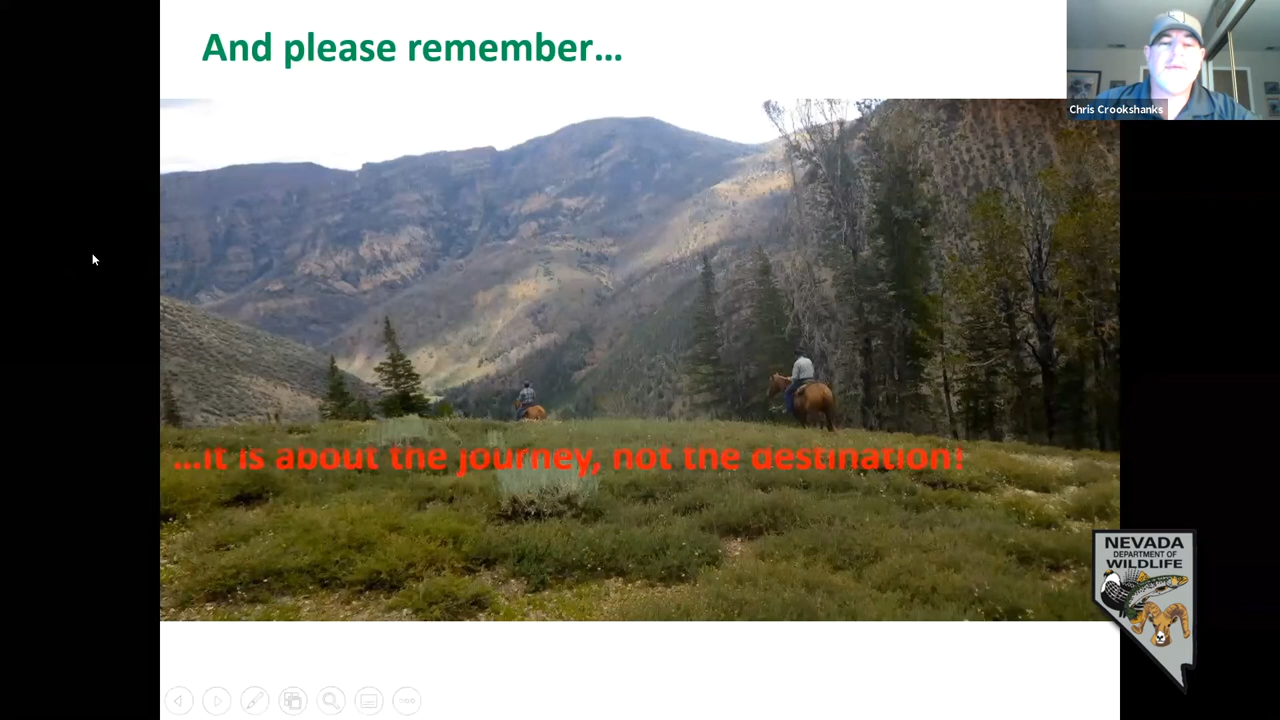 And please remember...
Chris Crookshanks
...it is about the journey, not the destination!
NEVADA
DEPARTMENT OF
WILDLIFE